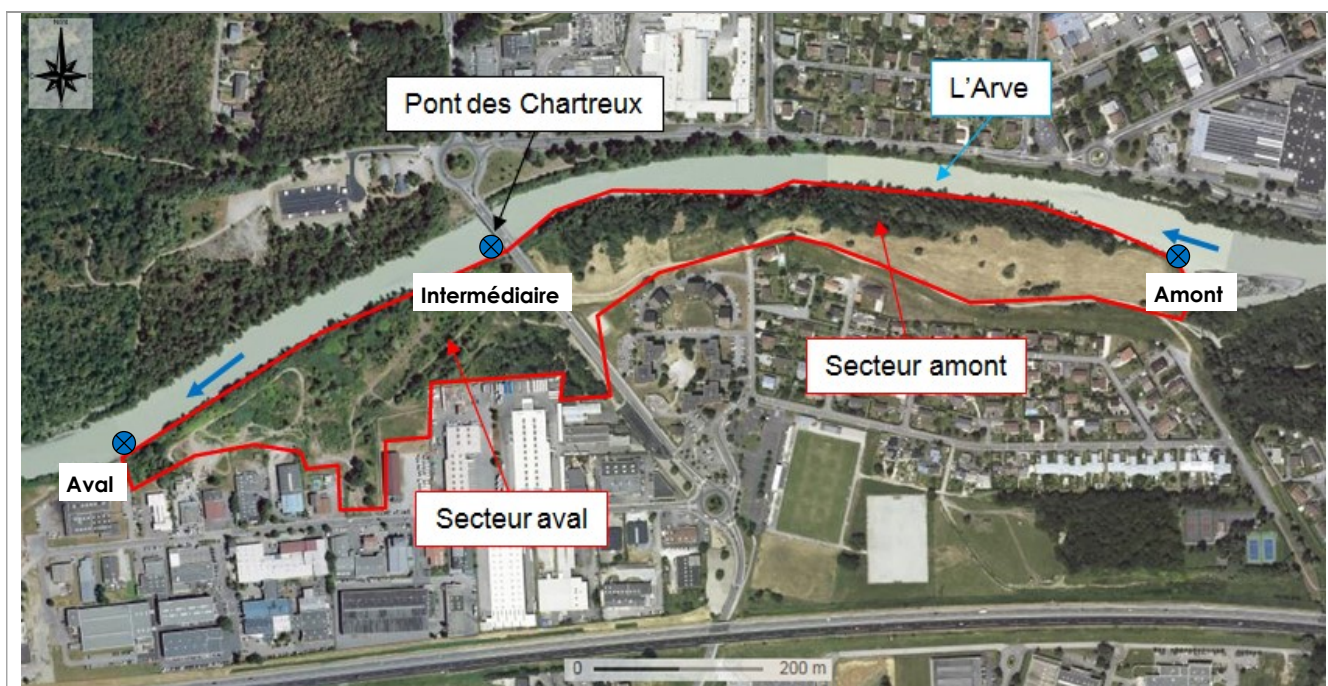 Pont des Chartreux
L'Arve
Intermédiaire
Amont
Secteur amont
Aval
Secteur aval
0 200 m